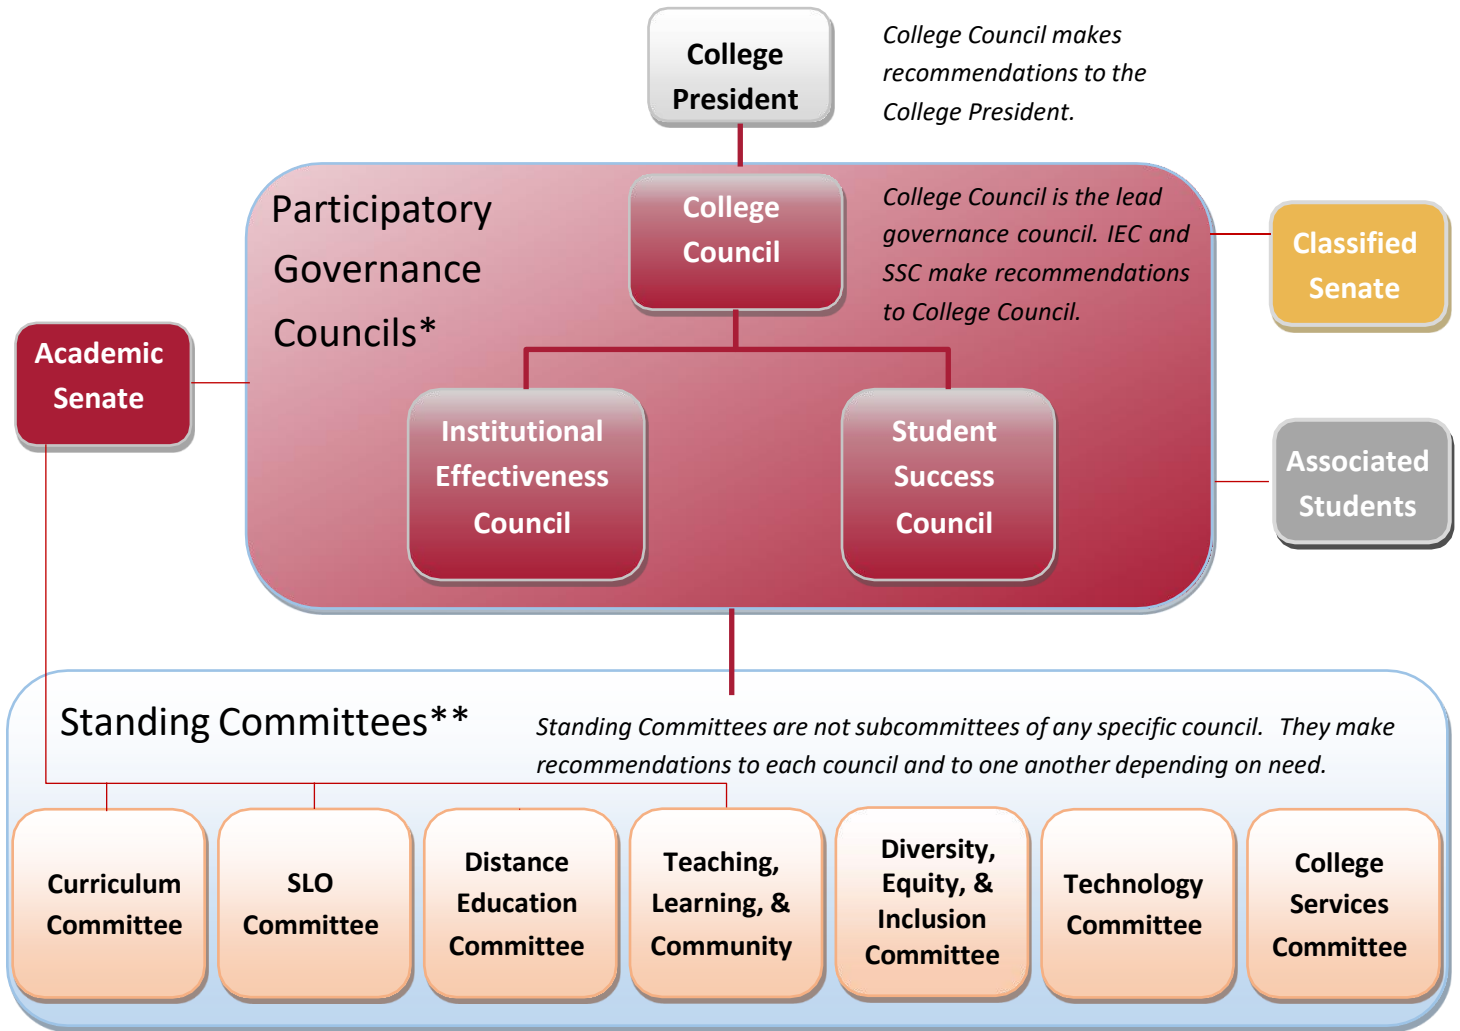 College
President
College Council makes
recommendations to the
College President.
Participatory
Governance
Councils*
College
Council
College Council is the lead
governance council. IEC and
SSC make recommendations
to College Council.
Classified
Senate
Academic
Senate
Institutional
Effectiveness
Council
Student
Success
Council
Associated
Students
Standing Committees**
Standing Committees are not subcommittees of any specific council. They make
recommendations to each council and to one another depending on need.
Curriculum
Committee
SLO
Committee
Distance
Education
Committee
Teaching,
Learning, &
Community
Diversity,
Equity, &
Inclusion
Committee
Technology
Committee
College
Services
Committee